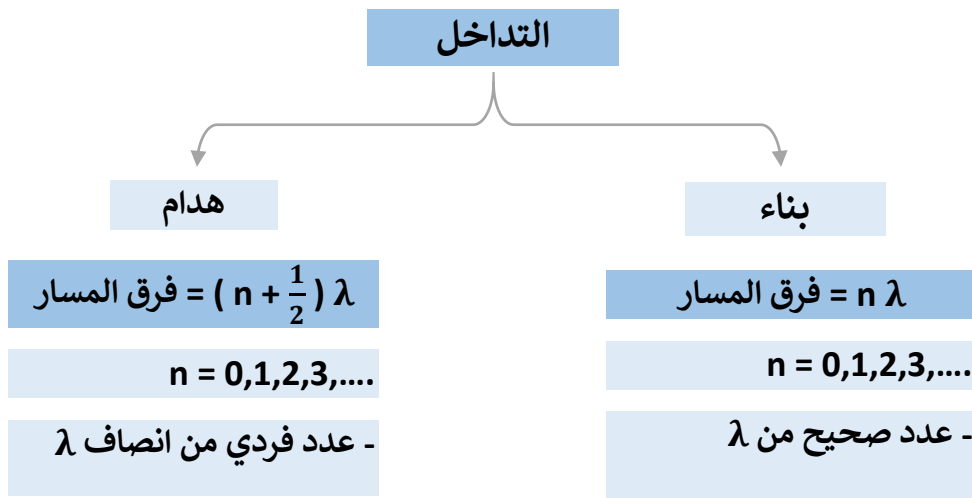 التداخل
بناء
فرق المسار = n λ
n = 0,1,2,3,....
- عدد صحيح من λ
هدام
فرق المسار = ( n + 1/2 ) λ
n = 0,1,2,3,....
- عدد فردي من انصاف λ